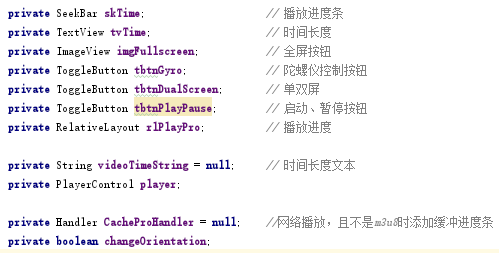 private SeekBar skTime; // 播放进度条
private TextView tvTime; // 时间长度
private ImageView imgFullscreen; // 全屏按钮
private ToggleButton tbtnGyro; // 陀螺仪控制按钮
private ToggleButton tbtnDualScreen; // 单双屏
private ToggleButton tbtnPlayPause; // 启动、暂停按钮
private RelativeLayout rlPlayPro; // 播放进度
private String videoTimeString = null; // 时间长度文本
private PlayerControl player;
private Handler CacheProHandler = null; //网络播放，且不是m3u8时添加缓冲进度条
private boolean changeOrientation;